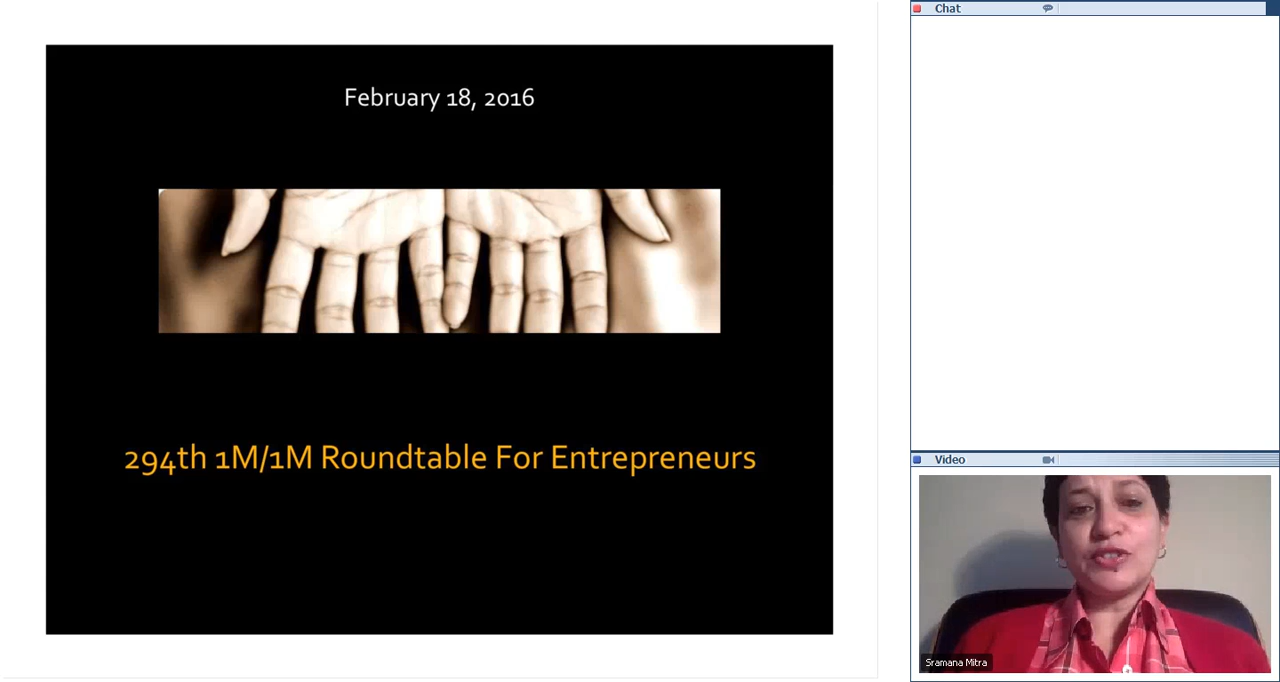 February 18, 2016
294th 1M/1M Roundtable For Entrepreneurs
Chat
Video
Sramana Mitra